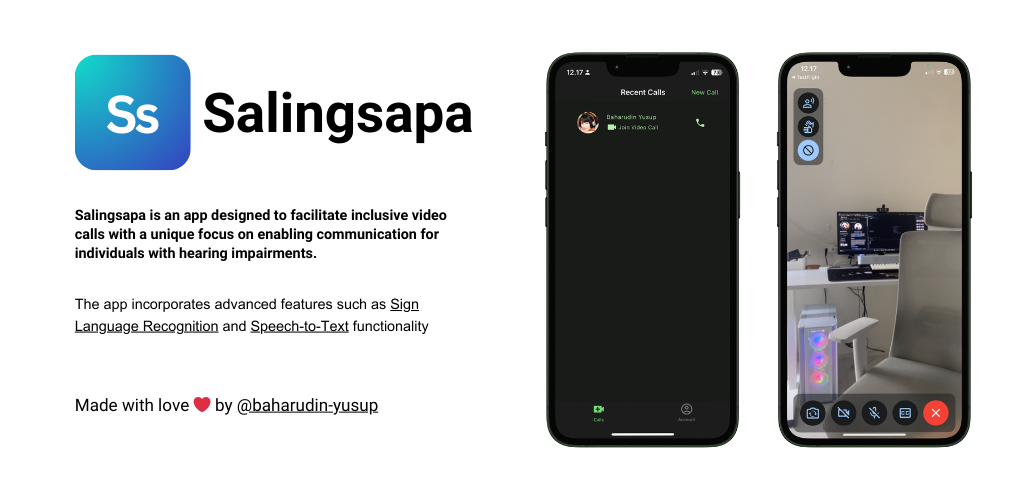 Ss
Salingsapa
Salingsapa is an app designed to facilitate inclusive video
calls with a unique focus on enabling communication for
individuals with hearing impairments.
The app incorporates advanced features such as Sign
Language Recognition and Speech-to-Text functionality
Made with love ❤️ by @baharudin-yusup
12.17
Recent Calls
New Call
Baharudin Yusup
Join Video Call
Calls
Account
12.17
TestFlight
CC